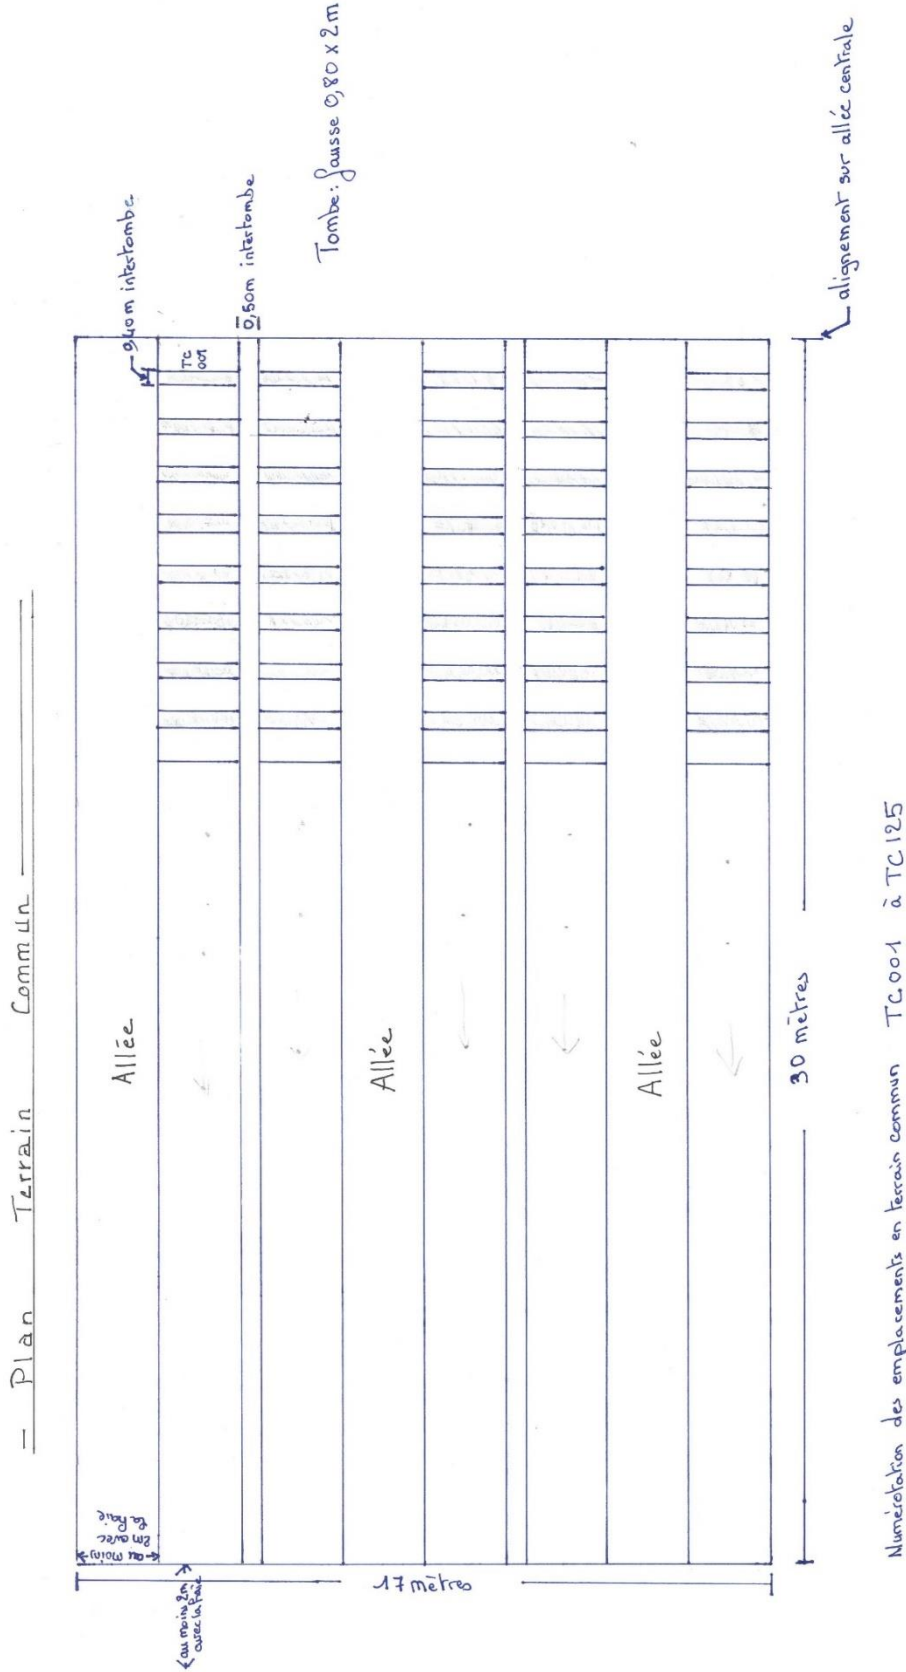 Plan Terrain Commun
0,40m intertombe
TC
001
0,50m intertombe
Tombe: fausse 0,80 x 2m
Allée
Allée
Allée
au moins
2m avec
la haie
au moins 2m
avec la haie
17 mètres
30 mètres
alignement sur allée centrale
Numérotation des emplacements en terrain commun TC001 à TC125